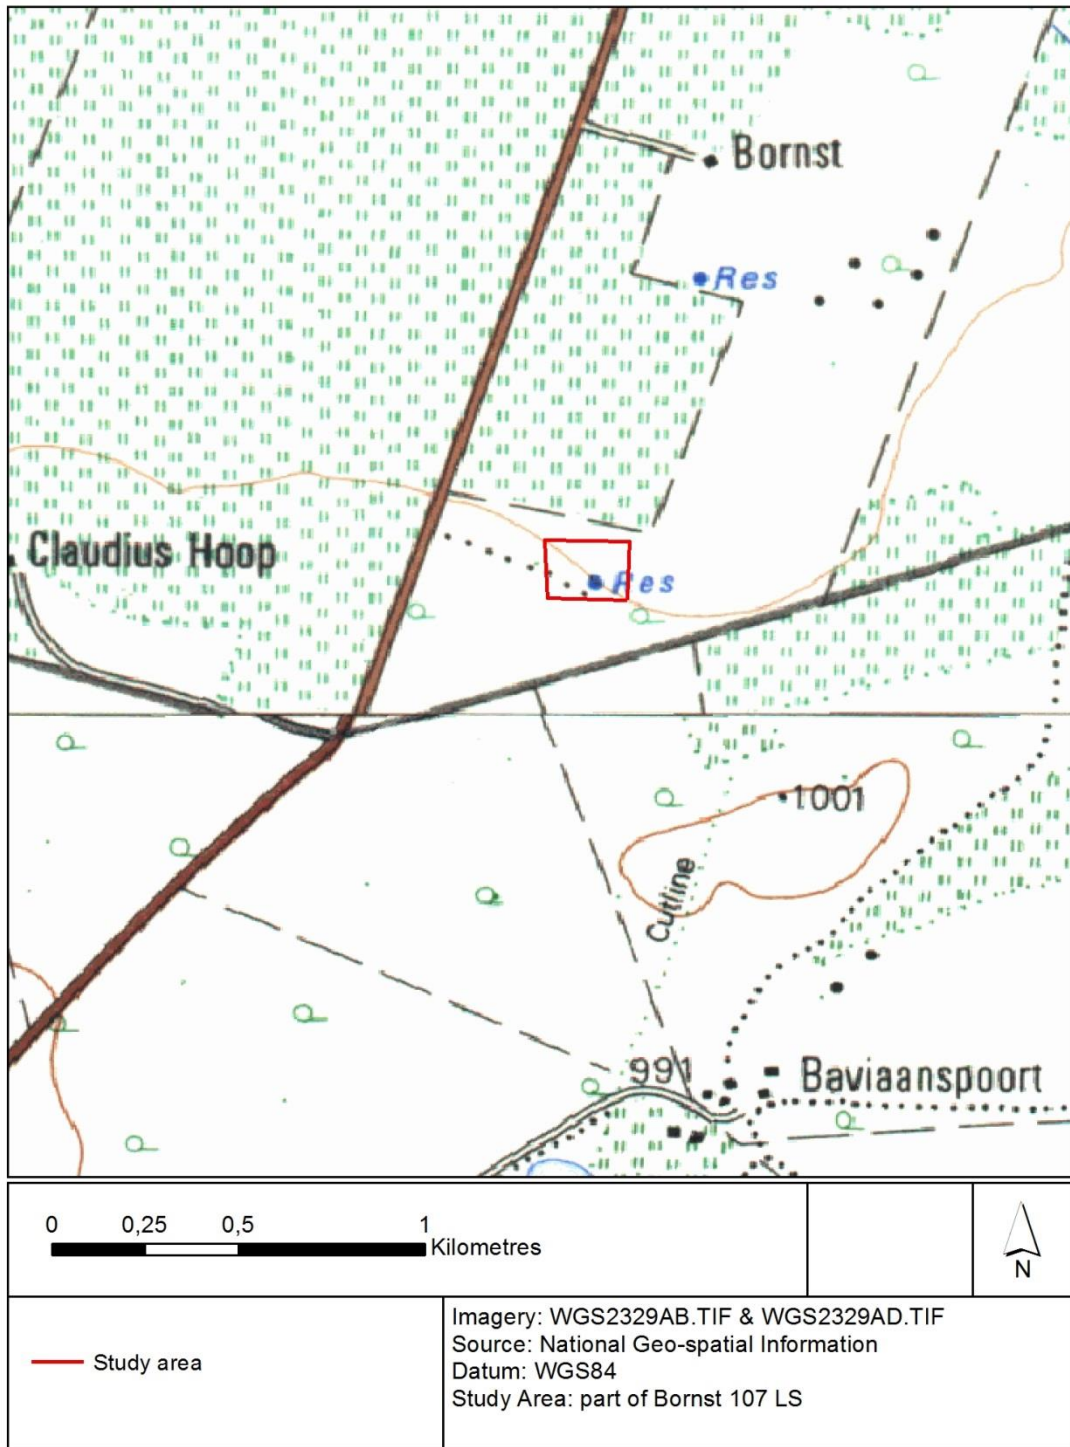 Bornst
Res
Claudius Hoop
Res
1001
Cutline
991
Baviaanspoort
0 0,25 0,5 1
Kilometres
N
Study area
Imagery: WGS2329AB.TIF & WGS2329AD.TIF
Source: National Geo-spatial Information
Datum: WGS84
Study Area: part of Bornst 107 LS